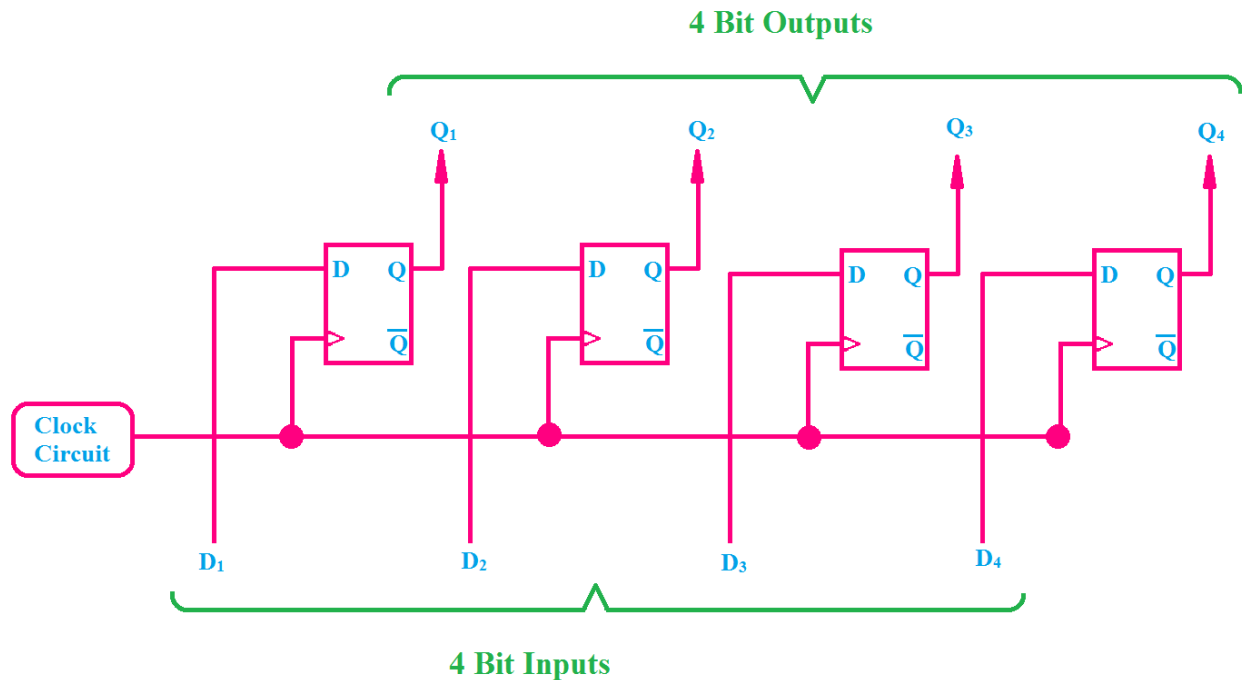 4 Bit Outputs
Q₁ Q₂ Q₃ Q₄
D Q D Q D Q D Q
Q̅ Q̅ Q̅ Q̅
Clock
Circuit
D₁ D₂ D₃ D₄
4 Bit Inputs